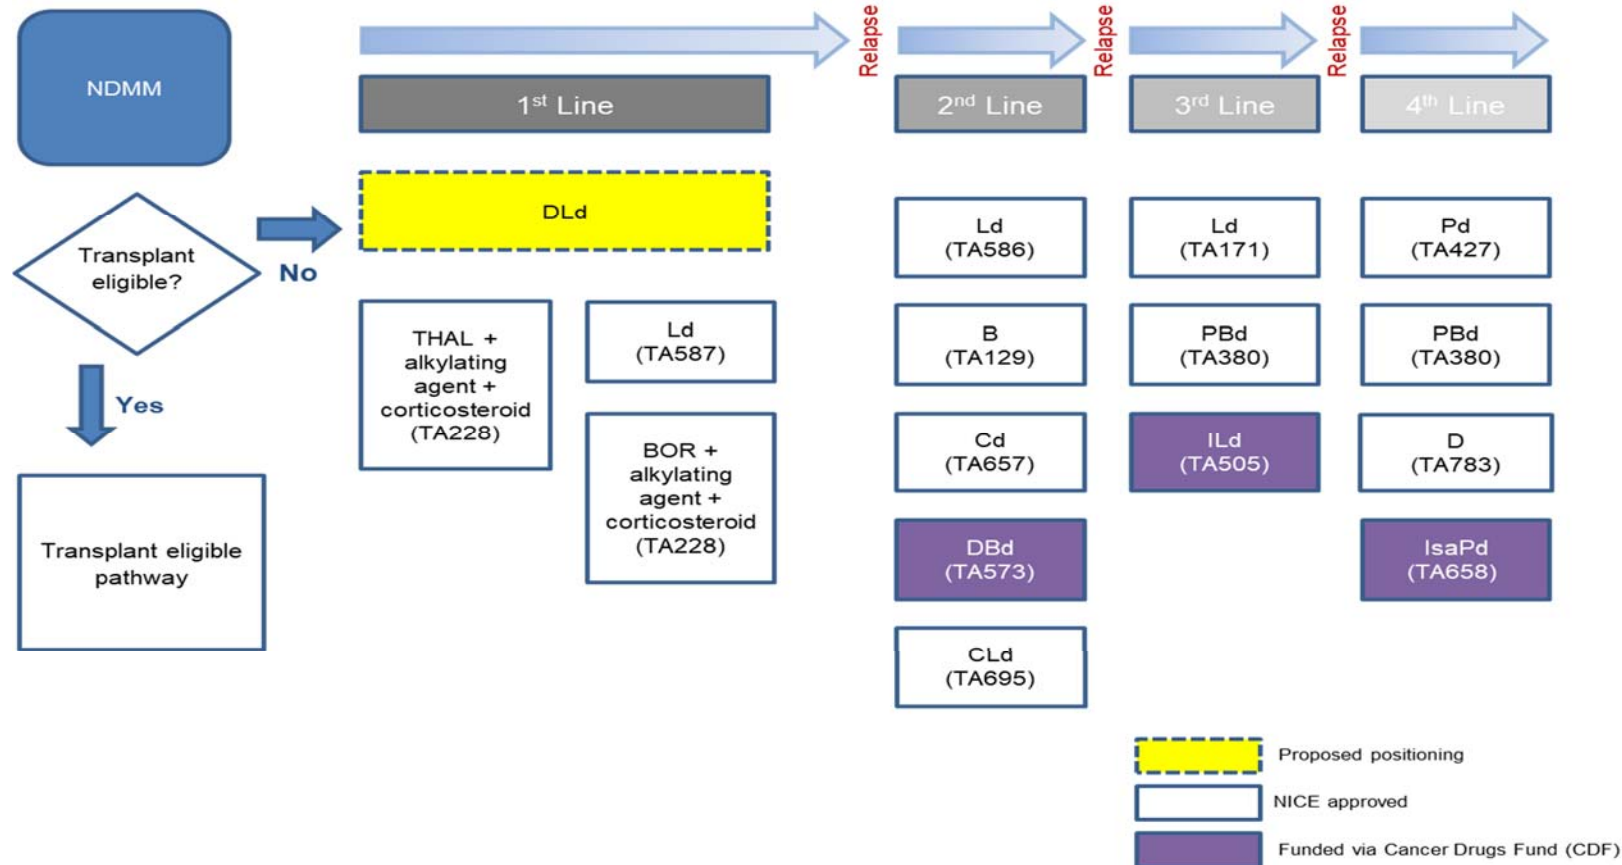 NDMM
Relapse
Relapse
Relapse
1st Line
2nd Line
3rd Line
4th Line
Transplant
eligible?
No
Yes
Transplant eligible
pathway
DLd
THAL +
alkylating
agent +
corticosteroid
(TA228)
Ld
(TA587)
BOR +
alkylating
agent +
corticosteroid
(TA228)
Ld
(TA586)
B
(TA129)
Cd
(TA657)
DBd
(TA573)
CLd
(TA695)
Ld
(TA171)
PBd
(TA380)
ILd
(TA505)
Pd
(TA427)
PBd
(TA380)
D
(TA783)
IsaPd
(TA658)
Proposed positioning
NICE approved
Funded via Cancer Drugs Fund (CDF)